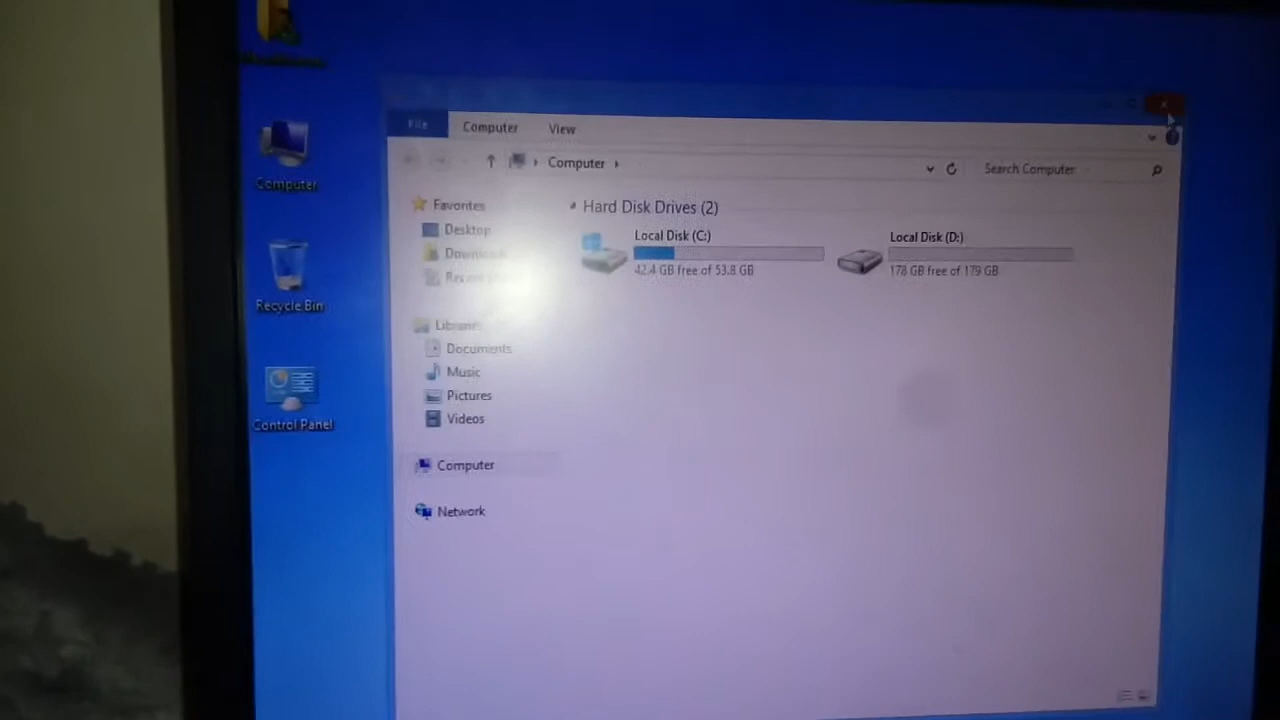 File
Computer
View
Computer
Search Computer
Computer
Recycle Bin
Control Panel
Favorites
Desktop
Libraries
Documents
Music
Pictures
Videos
Computer
Network
Hard Disk Drives (2)
Local Disk (C:)
42.4 GB free of 53.8 GB
Local Disk (D:)
178 GB free of 179 GB